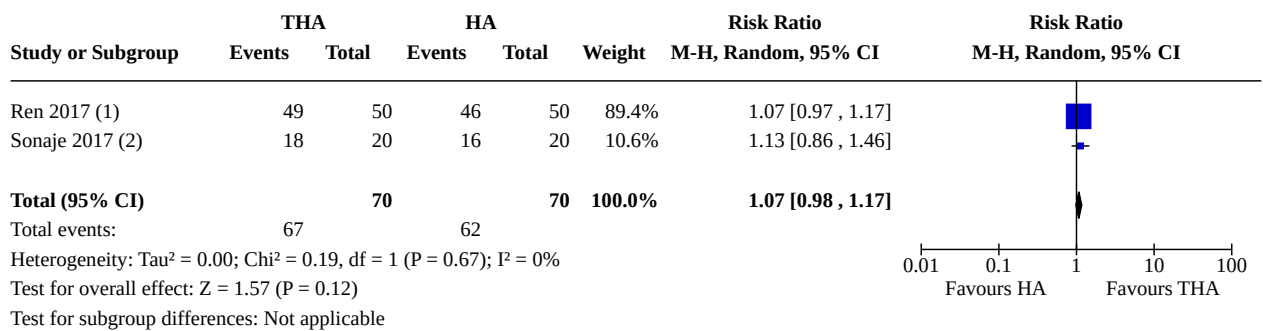 THA HA Risk Ratio Risk Ratio
Study or Subgroup Events Total Events Total Weight M-H, Random, 95% CI M-H, Random, 95% CI
Ren 2017 (1) 49 50 46 50 89.4% 1.07 [0.97 , 1.17]
Sonaje 2017 (2) 18 20 16 20 10.6% 1.13 [0.86 , 1.46]
Total (95% CI) 70 70 100.0% 1.07 [0.98 , 1.17]
Total events: 67 62
Heterogeneity: Tau² = 0.00; Chi² = 0.19, df = 1 (P = 0.67); I² = 0% 0.01 0.1 1 10 100
Test for overall effect: Z = 1.57 (P = 0.12) Favours HA Favours THA
Test for subgroup differences: Not applicable